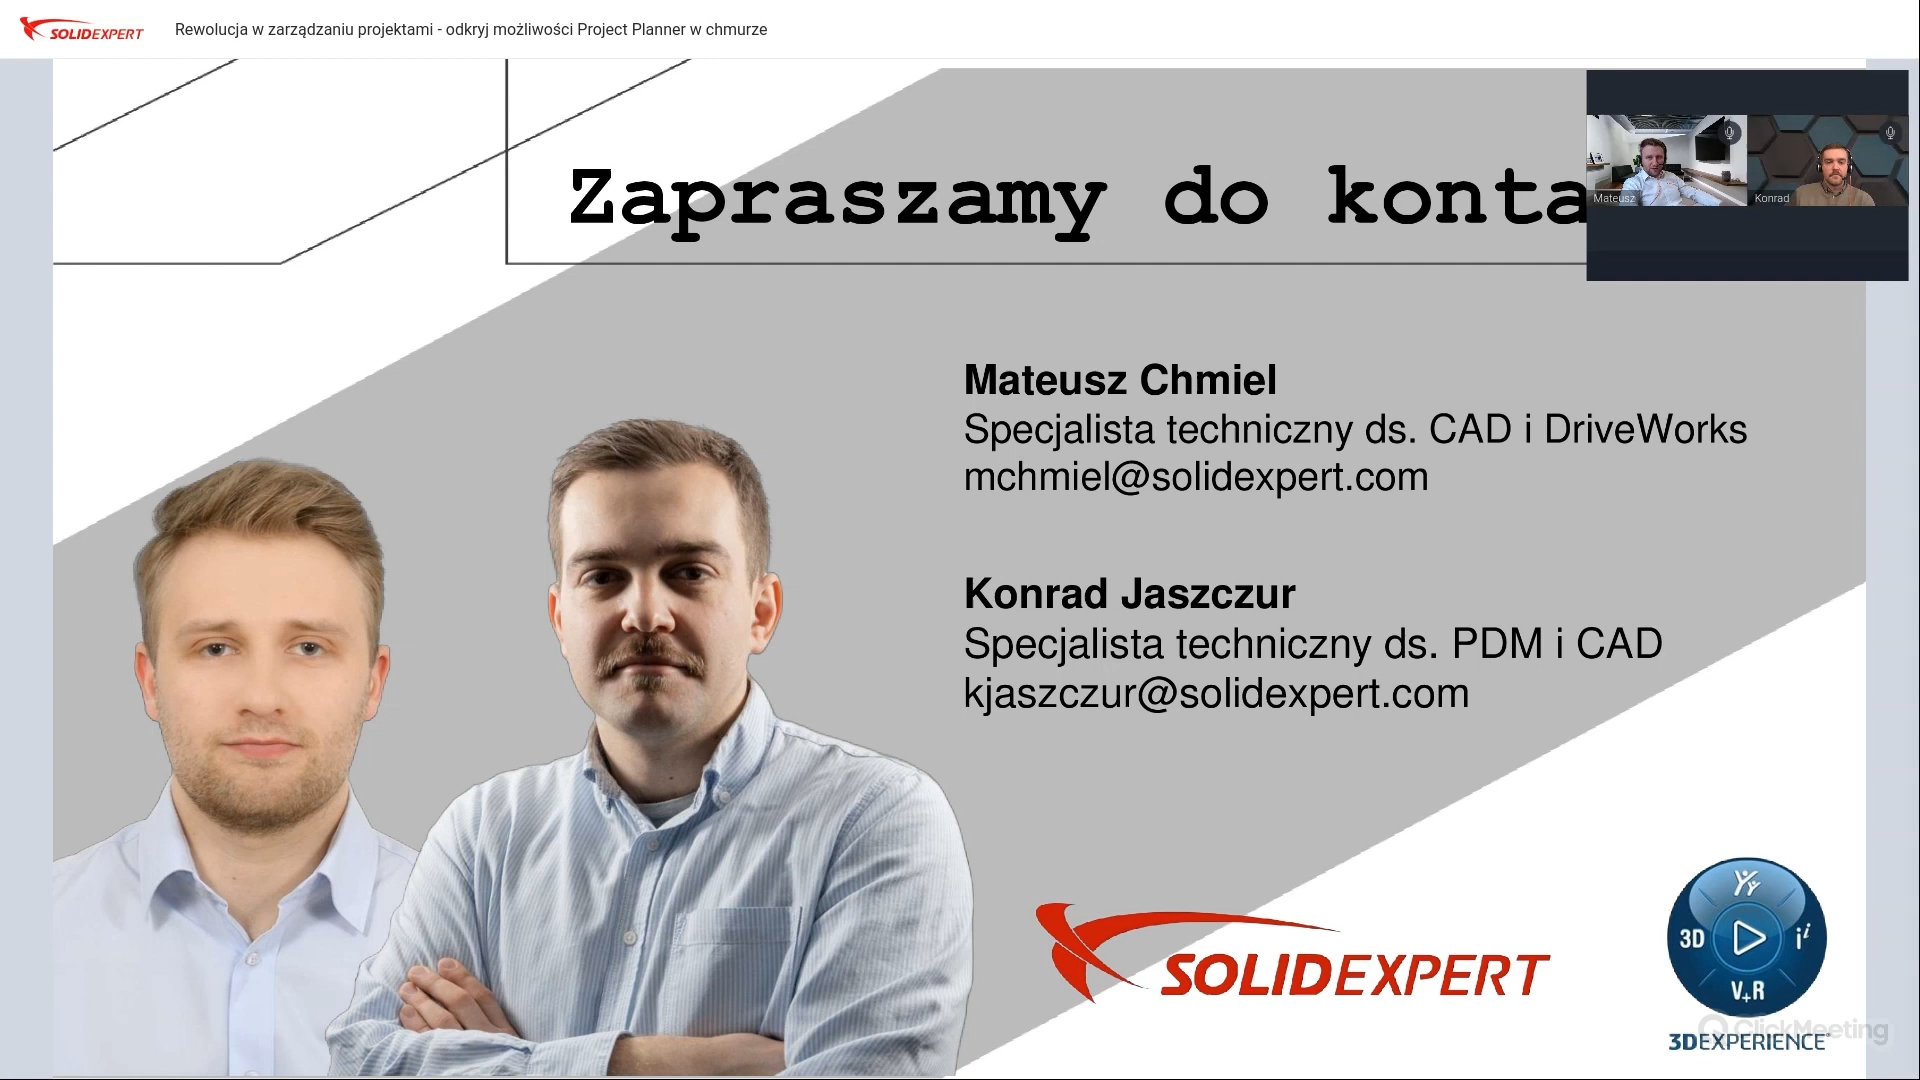 SOLIDEXPERT
Rewolucja w zarządzaniu projektami - odkryj możliwości Project Planner w chmurze
Zapraszamy do konta
Mateusz
Konrad
Mateusz Chmiel
Specjalista techniczny ds. CAD i DriveWorks
mchmiel@solidexpert.com
Konrad Jaszczur
Specjalista techniczny ds. PDM i CAD
kjaszczur@solidexpert.com
SOLIDEXPERT
3D
V+R
ClickMeeting
3DEXPERIENCE